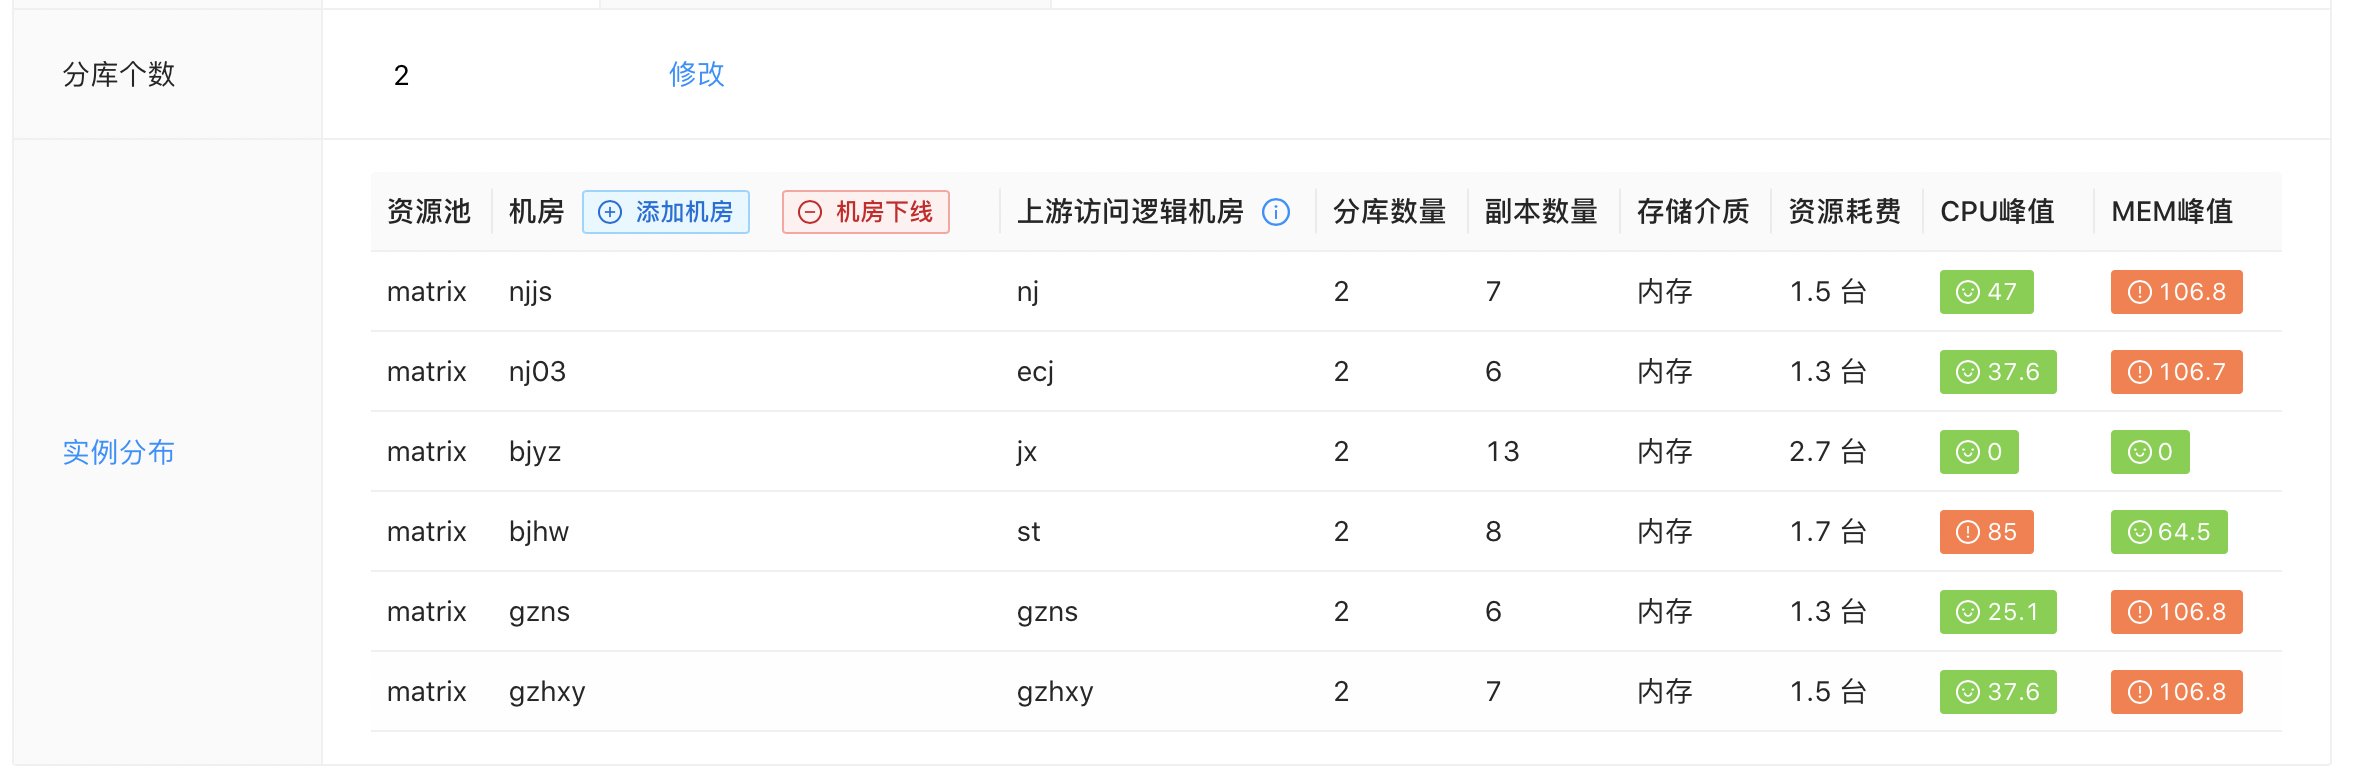 分库个数 2 修改
资源池 机房 添加机房 机房下线 上游访问逻辑机房 分库数量 副本数量 存储介质 资源耗费 CPU峰值 MEM峰值
matrix njjs nj 2 7 内存 1.5 台 47 106.8
matrix nj03 ecj 2 6 内存 1.3 台 37.6 106.7
实例分布 matrix bjyz jx 2 13 内存 2.7 台 0 0
matrix bjhw st 2 8 内存 1.7 台 85 64.5
matrix gzns gzns 2 6 内存 1.3 台 25.1 106.8
matrix gzhxy gzhxy 2 7 内存 1.5 台 37.6 106.8